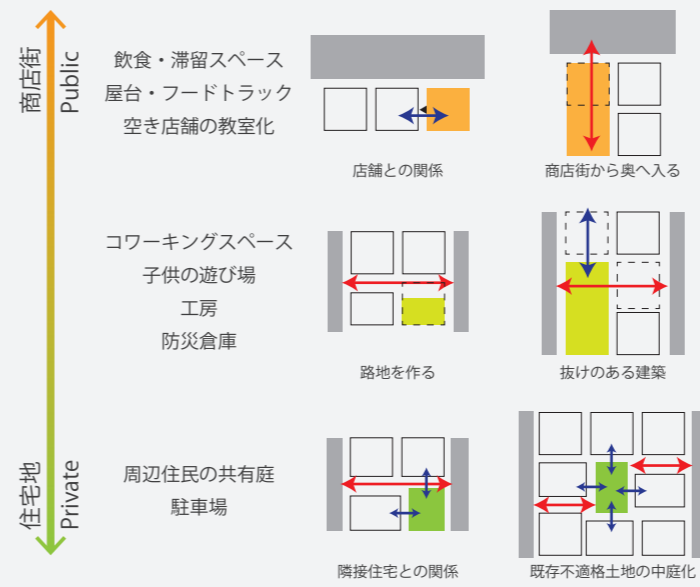 商店街
Public
飲食・滞留スペース
屋台・フードトラック
空き店舗の教室化
店舗との関係
商店街から奥へ入る
コワーキングスペース
子供の遊び場
工房
防災倉庫
路地を作る
抜けのある建築
住宅地
Private
周辺住民の共有庭
駐車場
隣接住宅との関係
既存不適格土地の中庭化